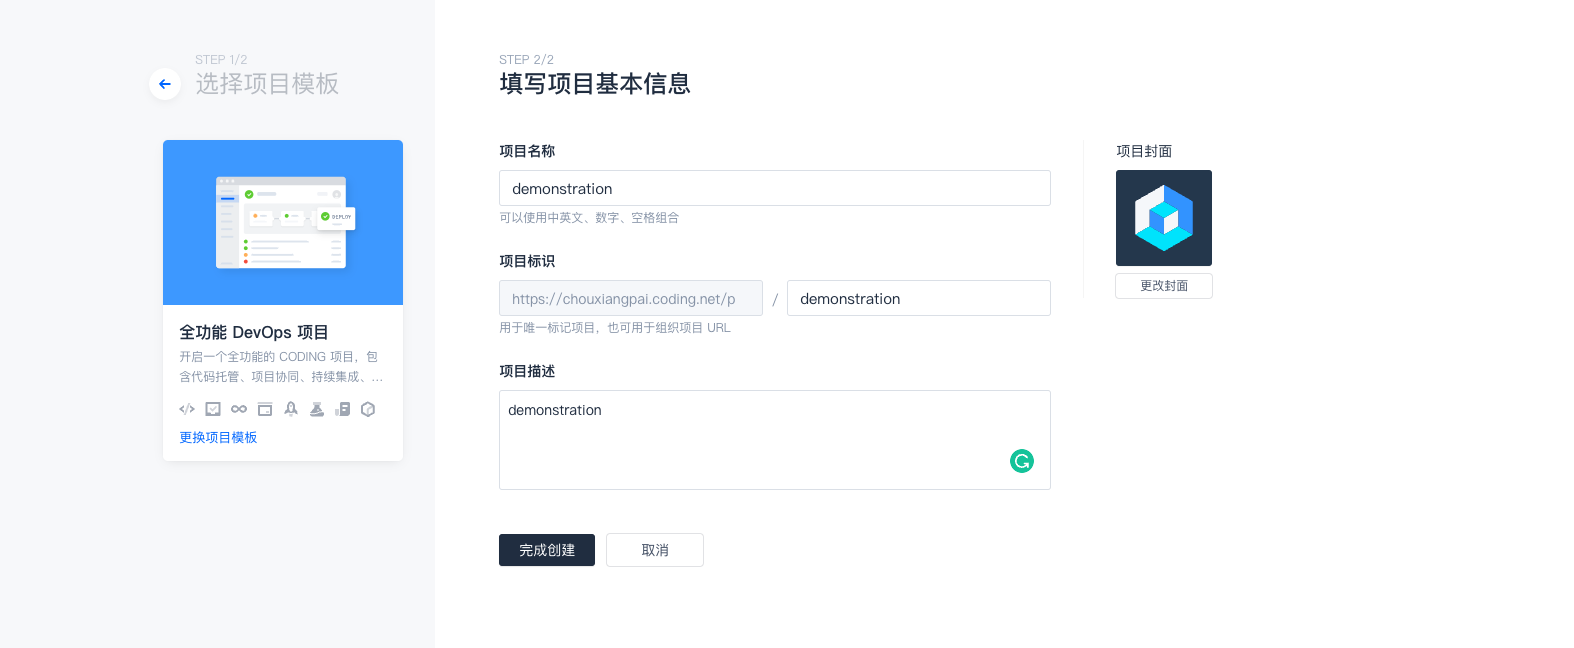 STEP 1/2
选择项目模板
DEPLOY
全功能 DevOps 项目
开启一个全功能的 CODING 项目，包
含代码托管、项目协同、持续集成、...
更换项目模板
STEP 2/2
填写项目基本信息
项目名称
demonstration
可以使用中英文、数字、空格组合
项目标识
https://chouxiangpai.coding.net/p / demonstration
用于唯一标记项目，也可用于组织项目 URL
项目描述
demonstration
完成创建 取消
项目封面
更改封面